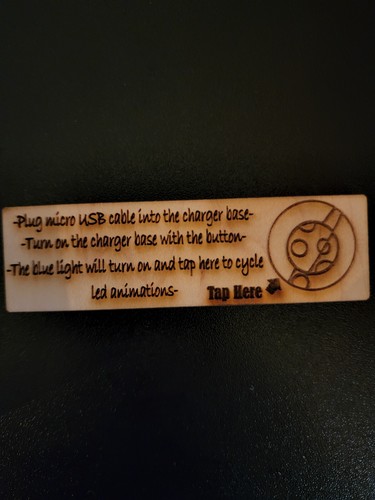 -Plug micro USB cable into the charger base-
-Turn on the charger base with the button-
-The blue light will turn on and tap here to cycle
led animations-
Tap Here